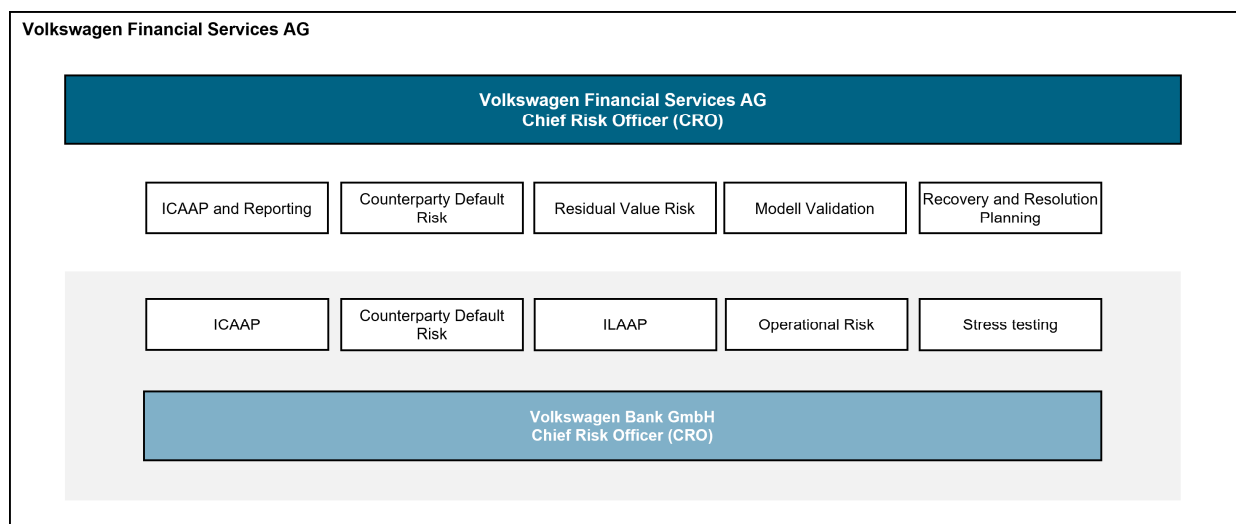 Volkswagen Financial Services AG
Volkswagen Financial Services AG
Chief Risk Officer (CRO)
ICAAP and Reporting
Counterparty Default
Risk
Residual Value Risk
Modell Validation
Recovery and Resolution
Planning
ICAAP
Counterparty Default
Risk
ILAAP
Operational Risk
Stress testing
Volkswagen Bank GmbH
Chief Risk Officer (CRO)